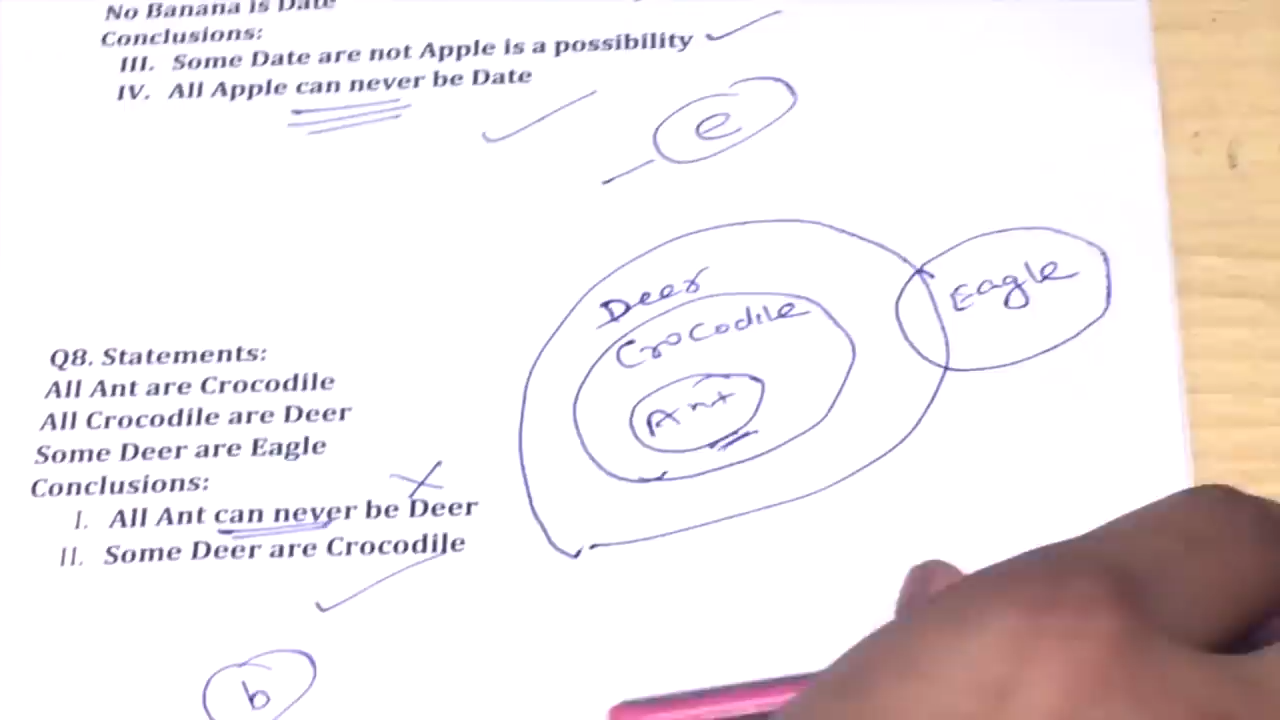 No Banana is Date
Conclusions:
III. Some Date are not Apple is a possibility
IV. All Apple can never be Date
e
Deer
Eagle
Crocodile
Ant
Q8. Statements:
All Ant are Crocodile
All Crocodile are Deer
Some Deer are Eagle
Conclusions:
I. All Ant can never be Deer
II. Some Deer are Crocodile
b